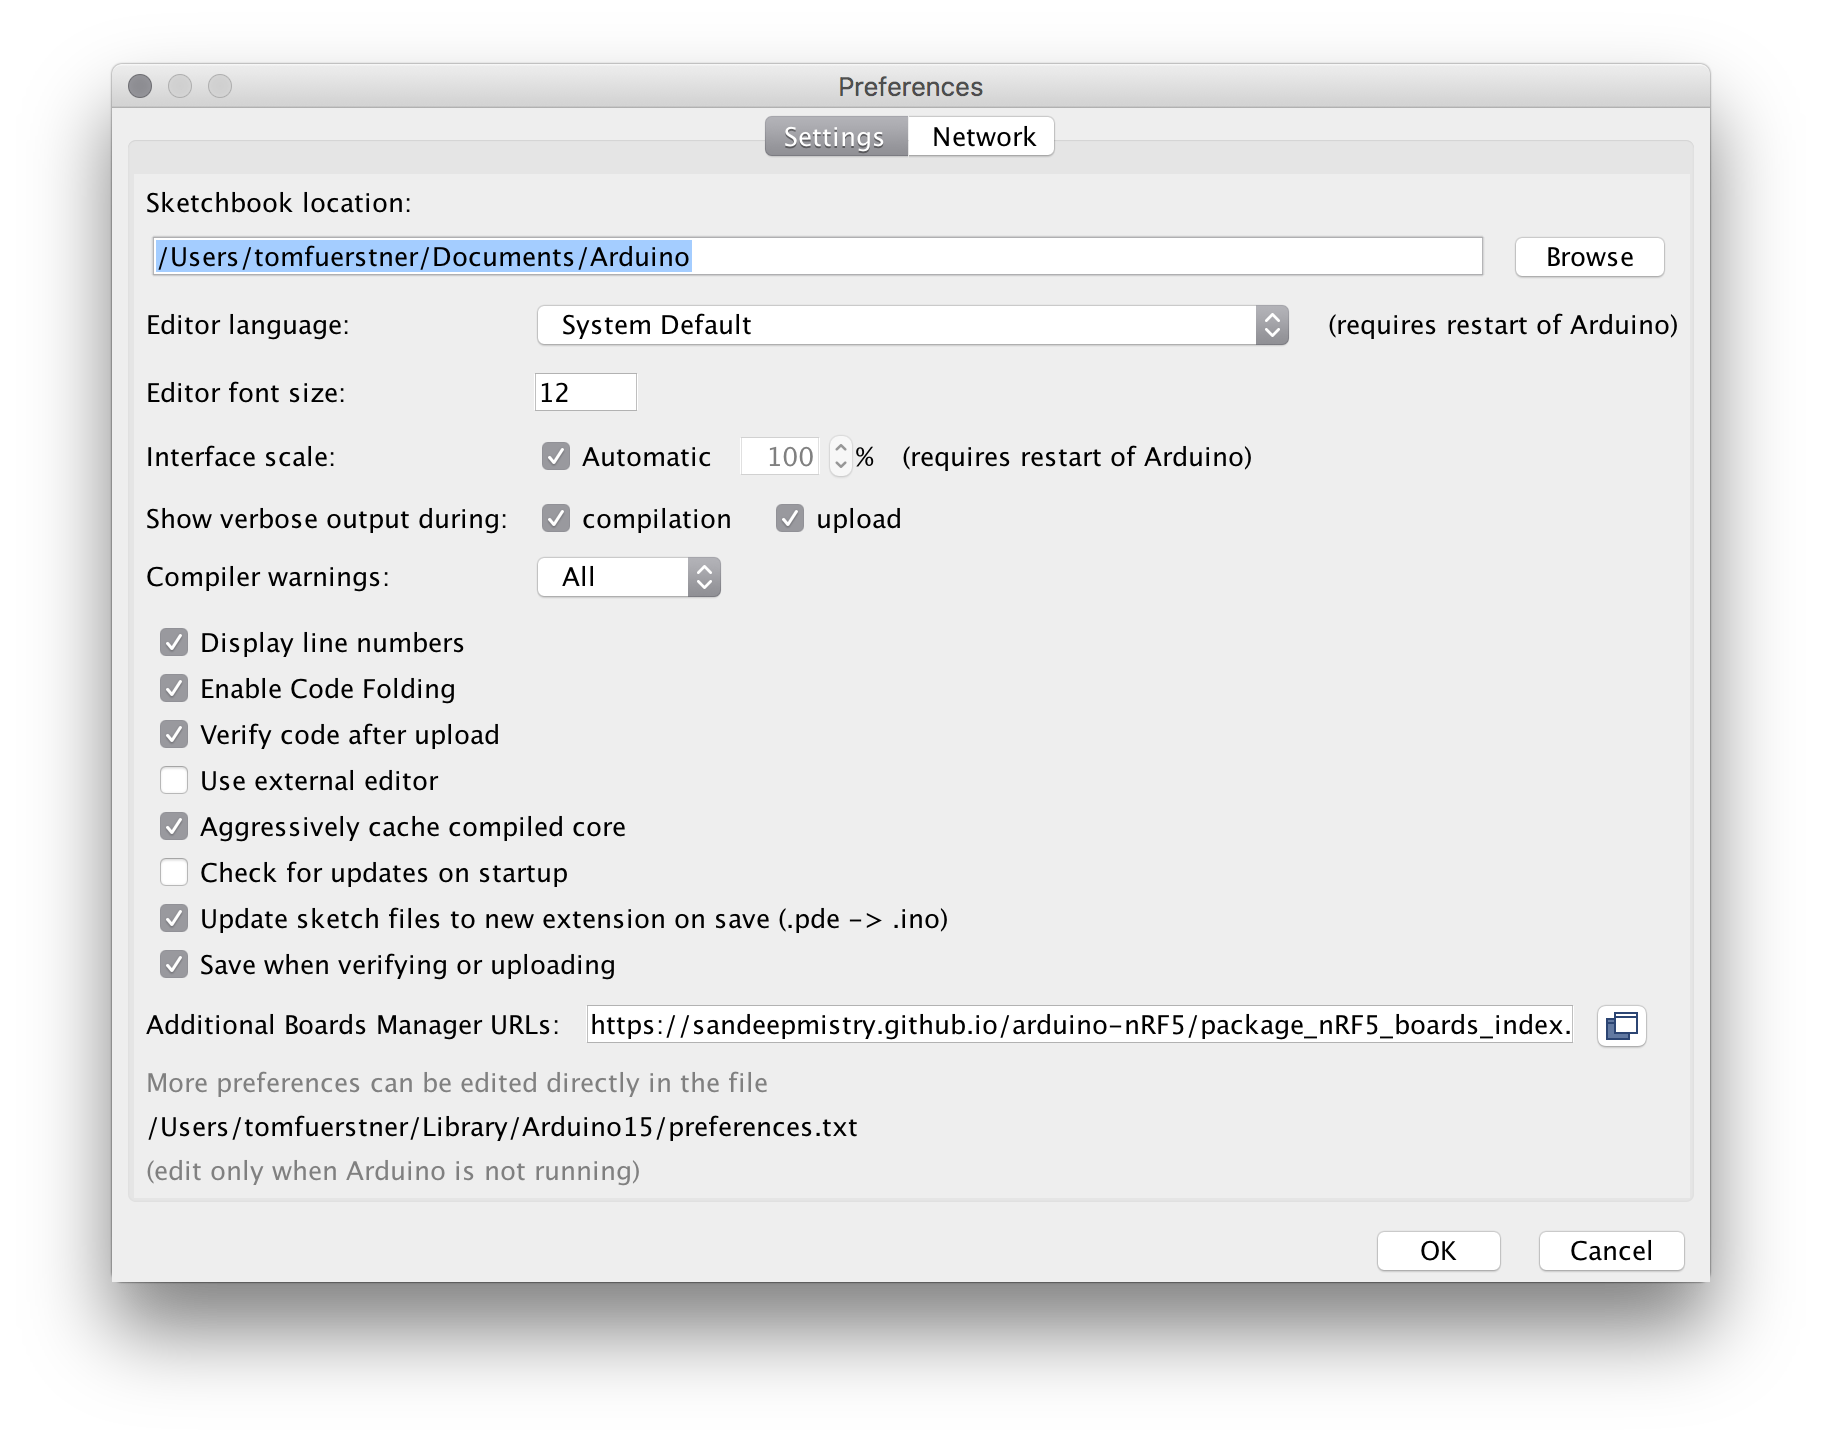 Preferences
Settings Network
Sketchbook location:
/Users/tomfuerstner/Documents/Arduino Browse
Editor language: System Default (requires restart of Arduino)
Editor font size: 12
Interface scale: Automatic 100 % (requires restart of Arduino)
Show verbose output during: compilation upload
Compiler warnings: All
Display line numbers
Enable Code Folding
Verify code after upload
Use external editor
Aggressively cache compiled core
Check for updates on startup
Update sketch files to new extension on save (.pde -> .ino)
Save when verifying or uploading
Additional Boards Manager URLs: https://sandeepmistry.github.io/arduino-nRF5/package_nRF5_boards_index.
More preferences can be edited directly in the file
/Users/tomfuerstner/Library/Arduino15/preferences.txt
(edit only when Arduino is not running)
OK Cancel